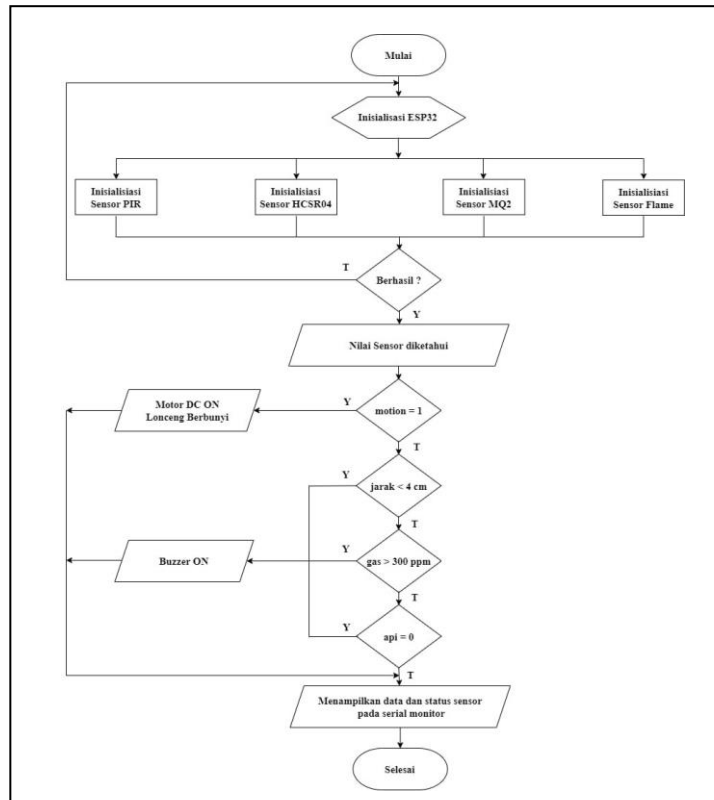 Mulai
Inisialisasi ESP32
Inisialisiasi
Sensor PIR
Inisialisiasi
Sensor HCSR04
Inisialisiasi
Sensor MQ2
Inisialisiasi
Sensor Flame
T
Berhasil ?
Y
Nilai Sensor diketahui
Motor DC ON
Lonceng Berbunyi
Y
motion = 1
T
Y
jarak < 4 cm
T
Buzzer ON
Y
gas > 300 ppm
T
Y
api = 0
T
Menampilkan data dan status sensor
pada serial monitor
Selesai